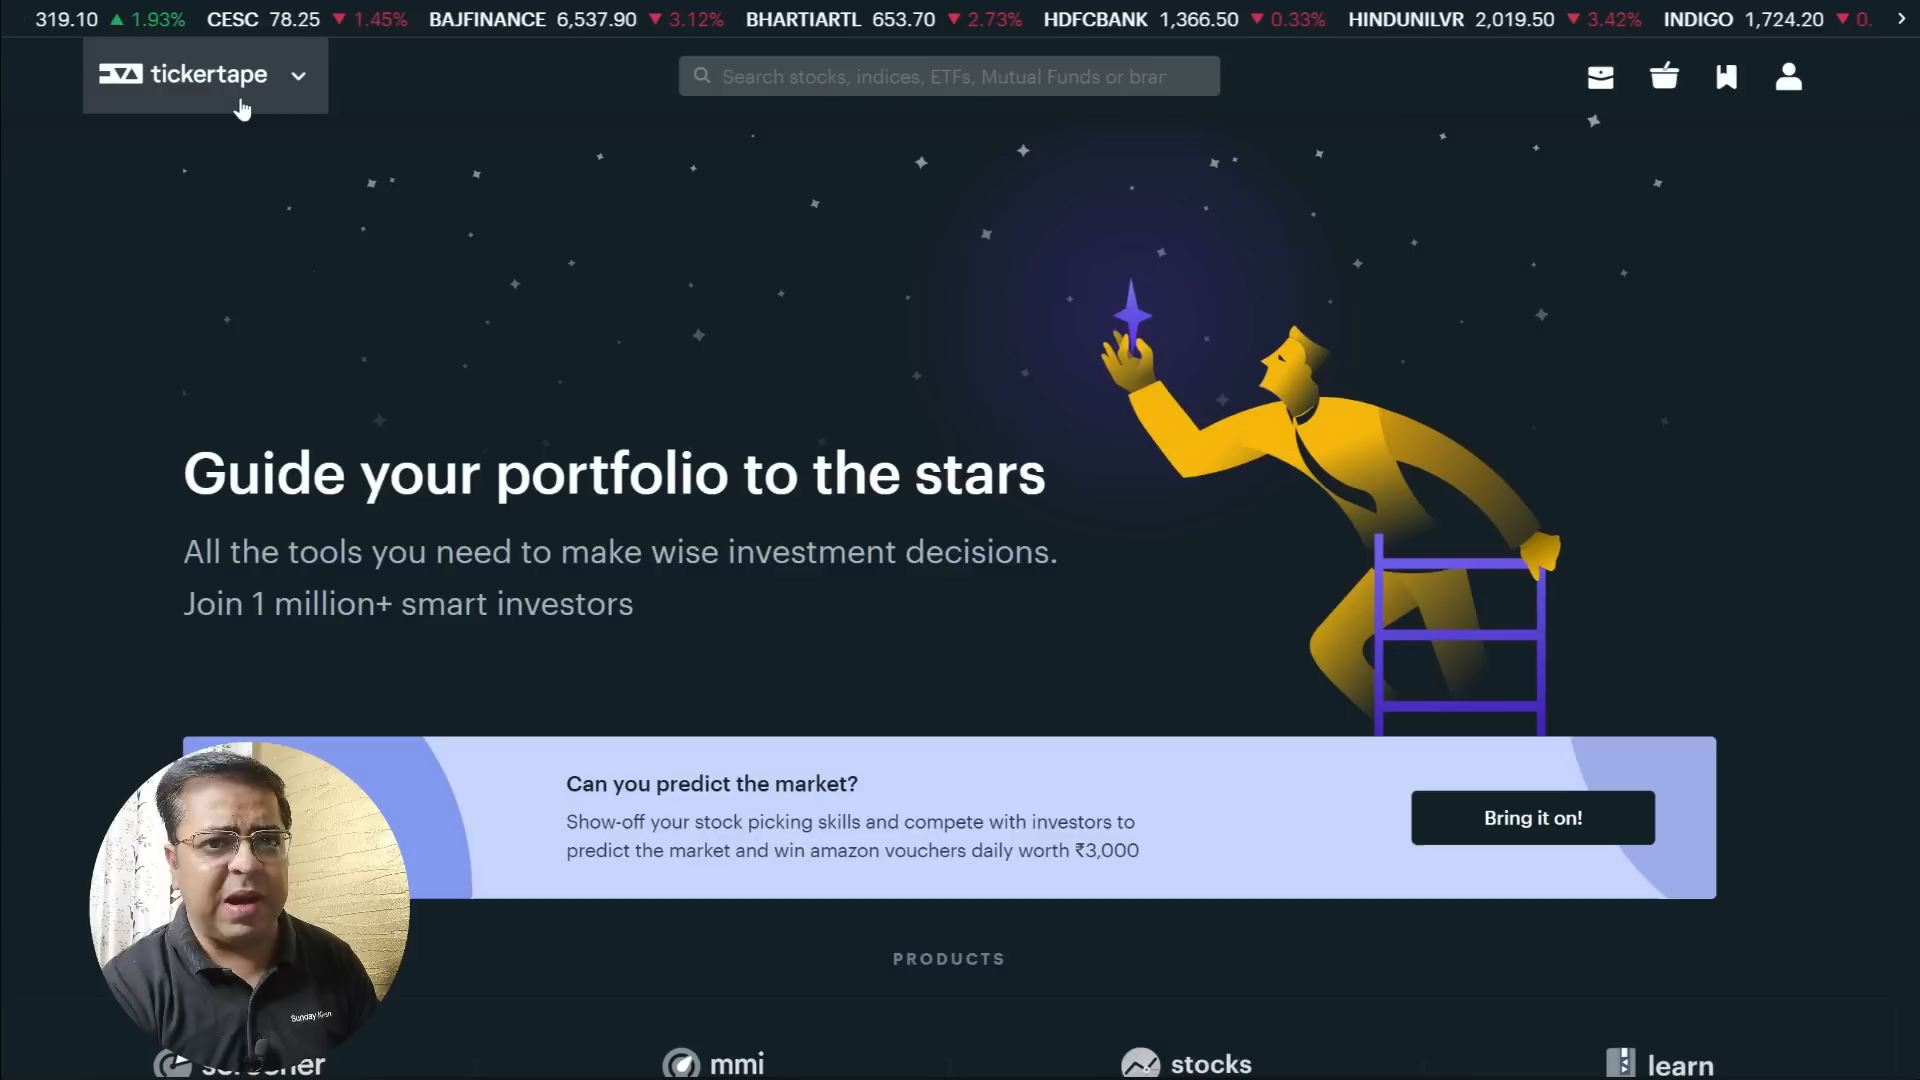 319.10 ▲ 1.93% CESC 78.25 ▼ 1.45% BAJFINANCE 6,537.90 ▼ 3.12% BHARTIARTL 653.70 ▼ 2.73% HDFCBANK 1,366.50 ▼ 0.33% HINDUNILVR 2,019.50 ▼ 3.42% INDIGO 1,724.20 ▼ 0.
tickertape
Search stocks, indices, ETFs, Mutual Funds or brar
Guide your portfolio to the stars
All the tools you need to make wise investment decisions.
Join 1 million+ smart investors
Can you predict the market?
Show-off your stock picking skills and compete with investors to
predict the market and win amazon vouchers daily worth ₹3,000
Bring it on!
PRODUCTS
Sunday
screener
mmi
stocks
learn